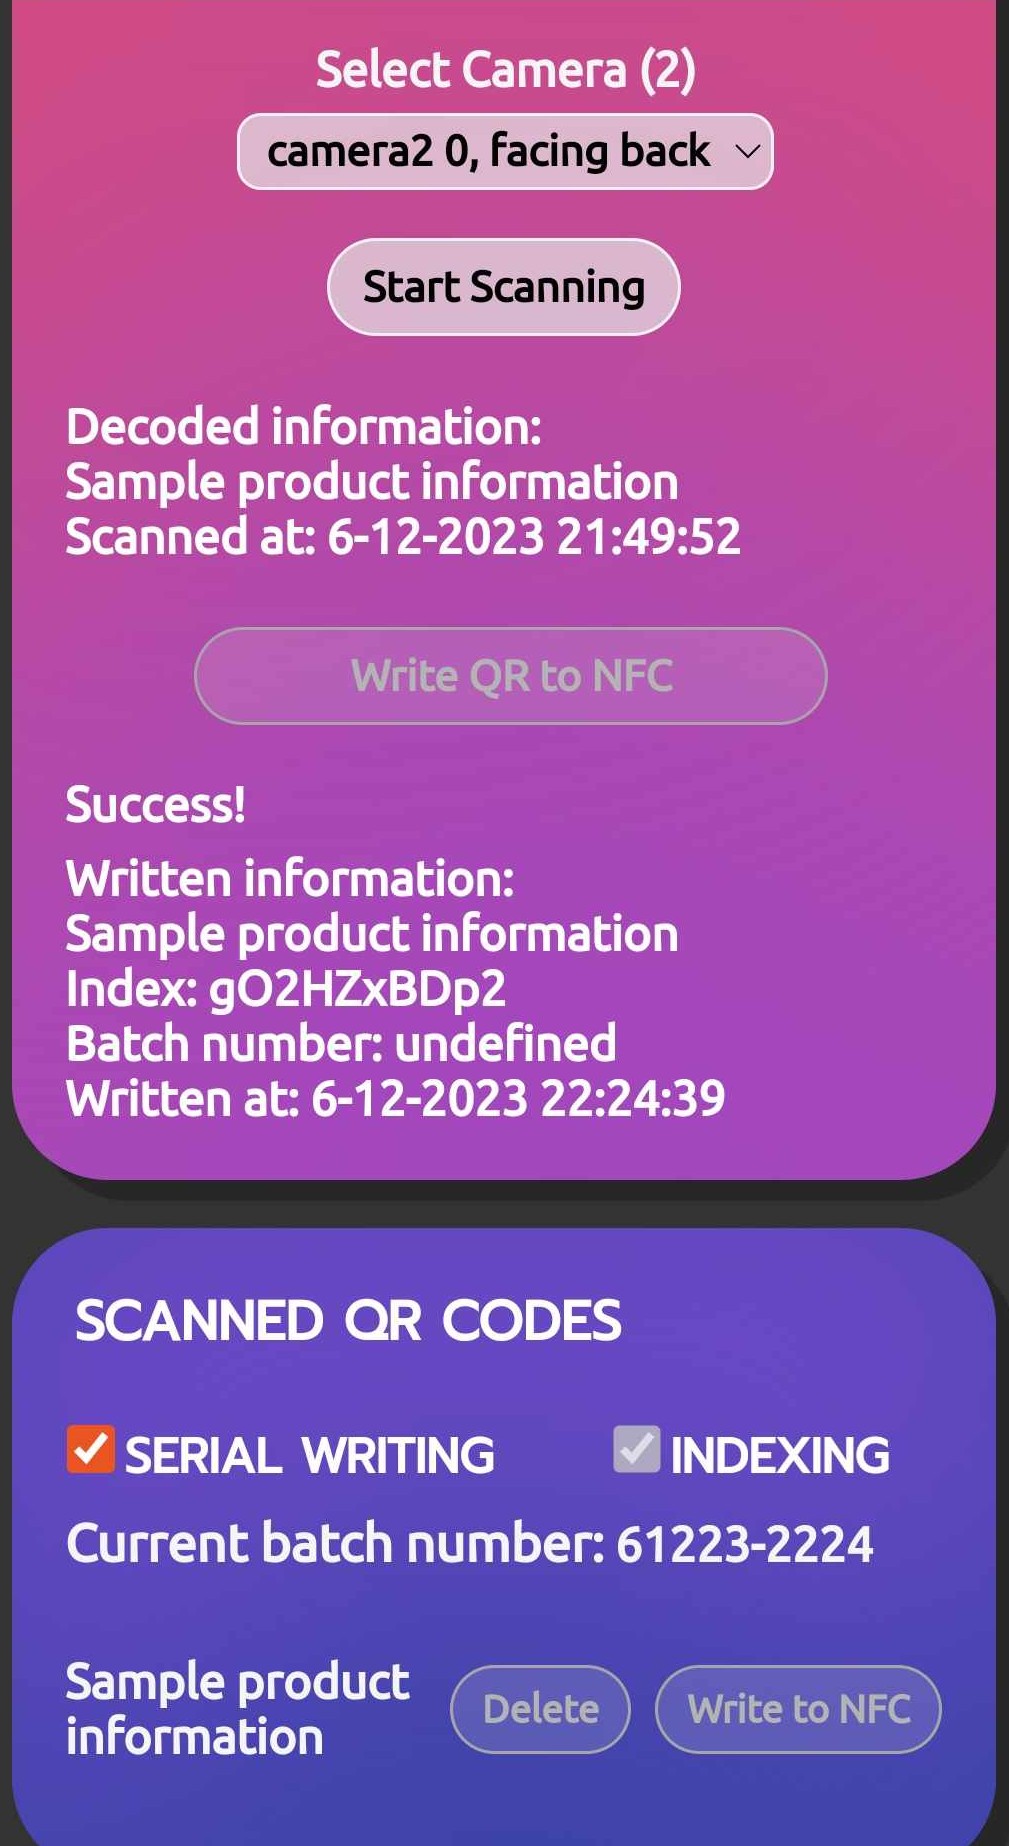 Select Camera (2)
camera2 0, facing back
Start Scanning
Decoded information:
Sample product information
Scanned at: 6-12-2023 21:49:52
Write QR to NFC
Success!
Written information:
Sample product information
Index: gO2HZxBDp2
Batch number: undefined
Written at: 6-12-2023 22:24:39
SCANNED QR CODES
SERIAL WRITING
INDEXING
Current batch number: 61223-2224
Sample product
information
Delete
Write to NFC